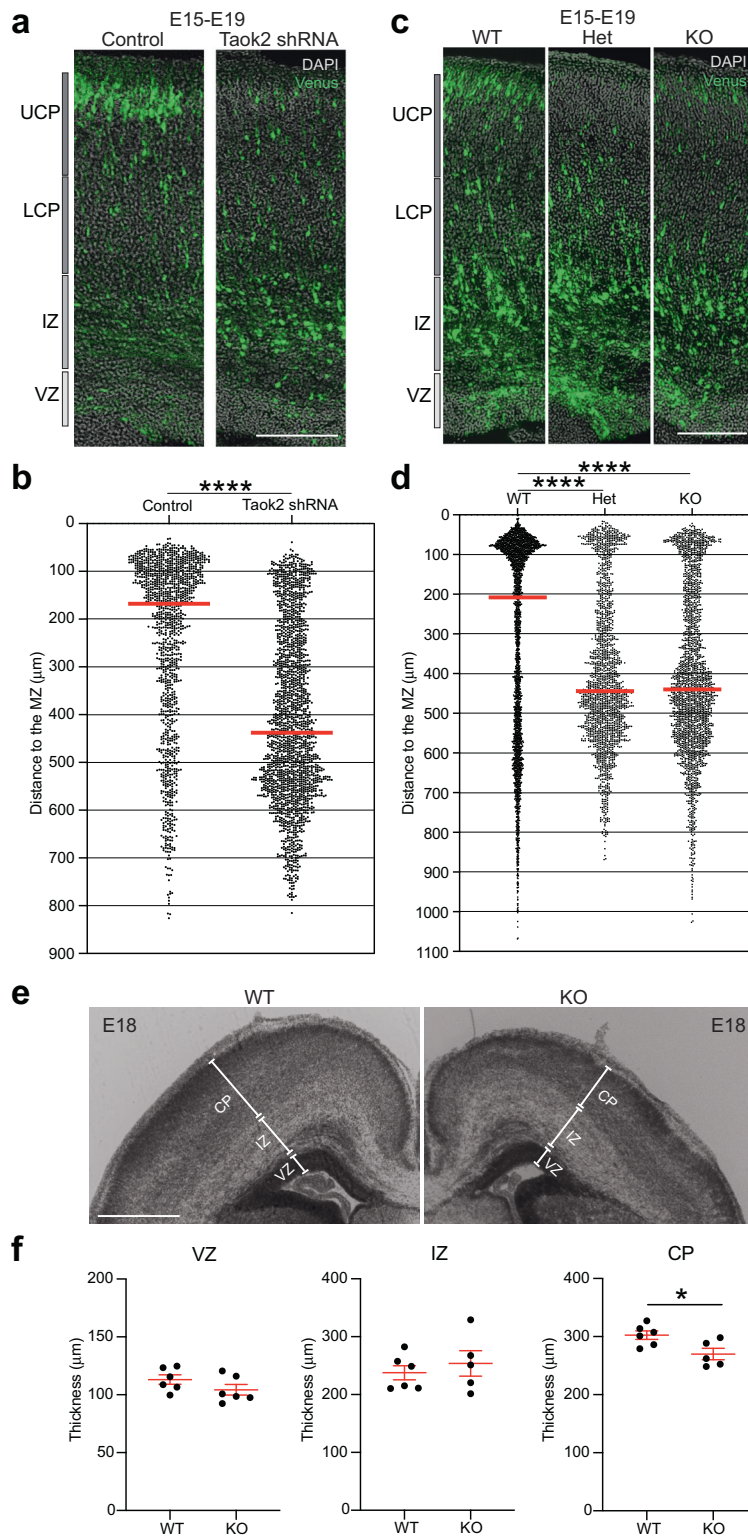 a
E15-E19
Control
Taok2 shRNA
DAPI
Venus
UCP
LCP
IZ
VZ
c
E15-E19
WT
Het
KO
DAPI
Venus
UCP
LCP
IZ
VZ
b
****
Control
Taok2 shRNA
Distance to the MZ (µm)
0
100
200
300
400
500
600
700
800
900
d
****
****
WT
Het
KO
Distance to the MZ (µm)
0
100
200
300
400
500
600
700
800
900
1000
1100
e
WT
KO
E18
CP
IZ
VZ
E18
CP
IZ
VZ
f
VZ
Thickness (µm)
200
150
100
50
0
WT
KO
IZ
Thickness (µm)
400
300
200
100
0
WT
KO
CP
*
Thickness (µm)
400
300
200
100
0
WT
KO